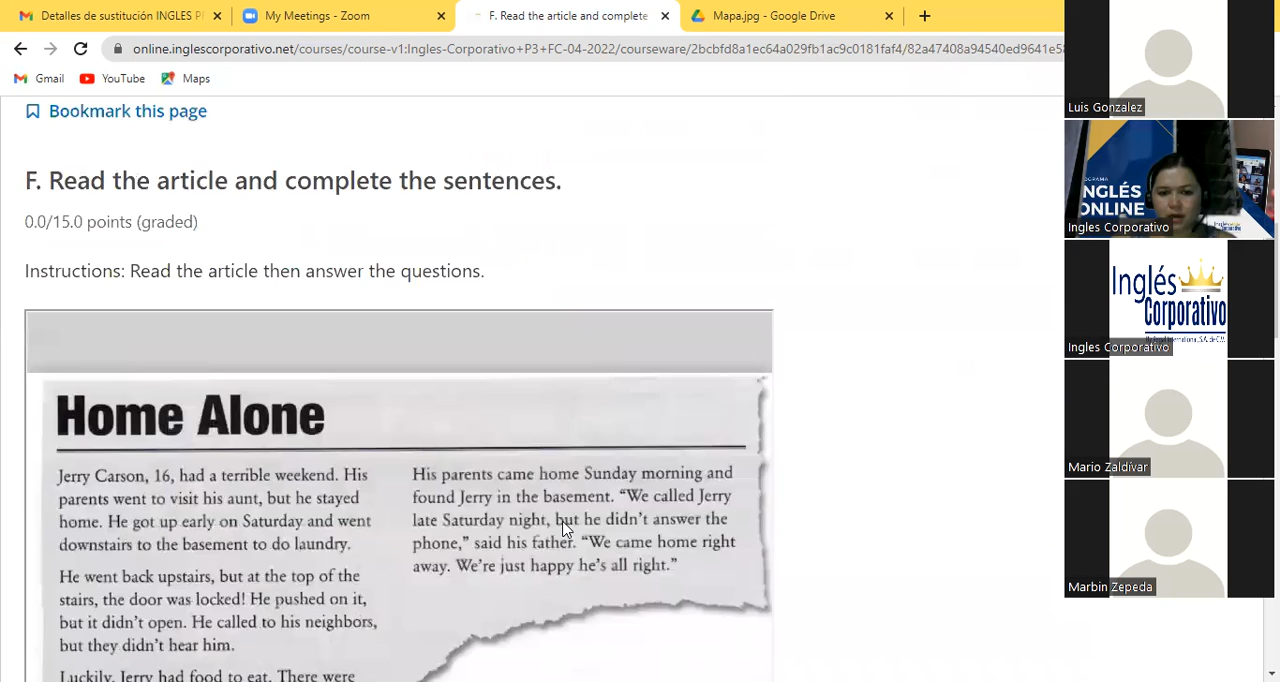 Detalles de sustitución INGLES PR
My Meetings - Zoom
F. Read the article and complete
Mapa.jpg - Google Drive
online.inglescorporativo.net/courses/course-v1:Ingles-Corporativo+P3+FC-04-2022/courseware/2bcbfd8a1ec64a029fb1ac9c0181faf4/82a47408a94540ed9641e58
Gmail
YouTube
Maps
Bookmark this page
F. Read the article and complete the sentences.
0.0/15.0 points (graded)
Instructions: Read the article then answer the questions.
Home Alone
Jerry Carson, 16, had a terrible weekend. His
parents went to visit his aunt, but he stayed
home. He got up early on Saturday and went
downstairs to the basement to do laundry.
He went back upstairs, but at the top of the
stairs, the door was locked! He pushed on it,
but it didn't open. He called to his neighbors,
but they didn't hear him.
Luckily, Jerry had food to eat. There were
His parents came home Sunday morning and
found Jerry in the basement. “We called Jerry
late Saturday night, but he didn't answer the
phone,” said his father. “We came home right
away. We're just happy he's all right.”
Luis Gonzalez
INGLÉS
ONLINE
Ingles Corporativo
Inglés
Corporativo
Ingles Corporativo
Mario Zaldívar
Marbin Zepeda